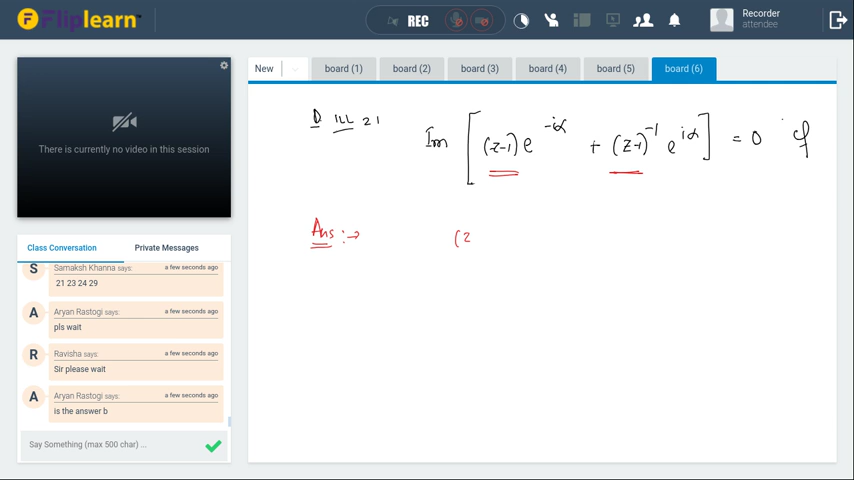 Fliplearn
REC
Recorder
attendee
There is currently no video in this session
Class Conversation
Private Messages
S
Samaksh Khanna says:
a few seconds ago
21 23 24 29
A
Aryan Rastogi says:
a few seconds ago
pls wait
R
Ravisha says:
a few seconds ago
Sir please wait
A
Aryan Rastogi says:
a few seconds ago
is the answer b
Say Something (max 500 char) ...
New
board (1)
board (2)
board (3)
board (4)
board (5)
board (6)
D ILL 21
Im [(z-1) e^{-iα} + (z-1)^{-1} e^{iα}] = 0 if
Ans :→ (z